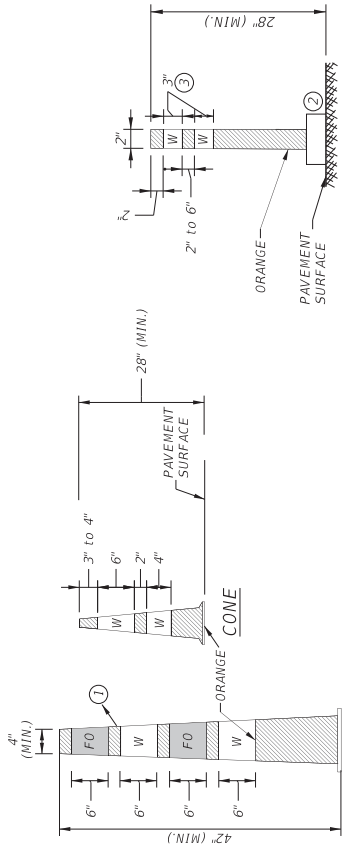 28" (MIN.)
2"
3"
3
W
W
2"
2" to 6"
2
ORANGE
PAVEMENT
SURFACE
28" (MIN.)
PAVEMENT
SURFACE
3" to 4"
6"
2"
4"
W
W
CONE
ORANGE
4"
(MIN.)
1
FO
W
FO
W
6"
6"
6"
6"
42" (MIN.)